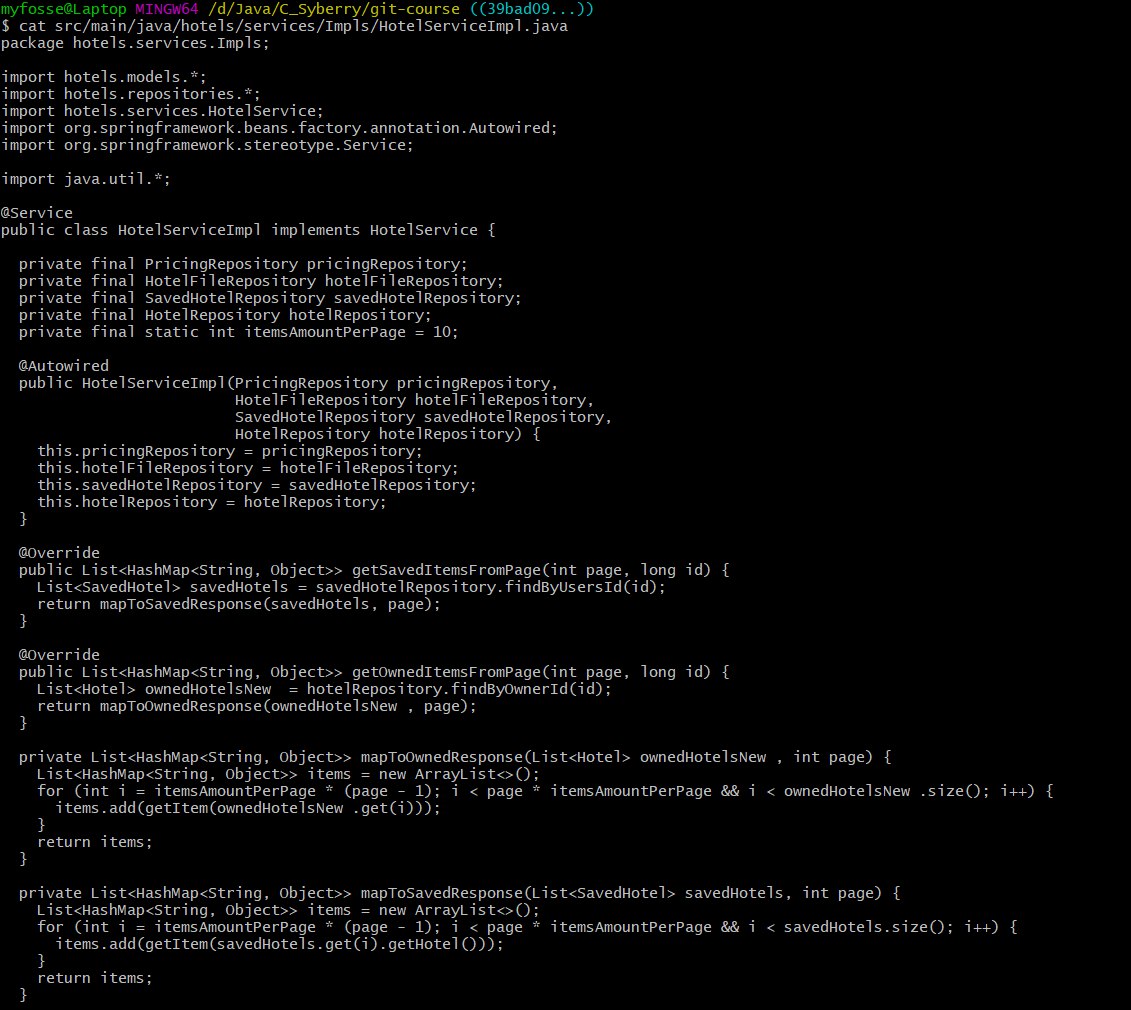 myfosse@Laptop MINGW64 /d/Java/C_Syberry/git-course ((39bad09...))
$ cat src/main/java/hotels/services/Impls/HotelServiceImpl.java
package hotels.services.Impls;

import hotels.models.*;
import hotels.repositories.*;
import hotels.services.HotelService;
import org.springframework.beans.factory.annotation.Autowired;
import org.springframework.stereotype.Service;

import java.util.*;

@Service
public class HotelServiceImpl implements HotelService {

  private final PricingRepository pricingRepository;
  private final HotelFileRepository hotelFileRepository;
  private final SavedHotelRepository savedHotelRepository;
  private final HotelRepository hotelRepository;
  private final static int itemsAmountPerPage = 10;

  @Autowired
  public HotelServiceImpl(PricingRepository pricingRepository,
                          HotelFileRepository hotelFileRepository,
                          SavedHotelRepository savedHotelRepository,
                          HotelRepository hotelRepository) {
    this.pricingRepository = pricingRepository;
    this.hotelFileRepository = hotelFileRepository;
    this.savedHotelRepository = savedHotelRepository;
    this.hotelRepository = hotelRepository;
  }

  @Override
  public List<HashMap<String, Object>> getSavedItemsFromPage(int page, long id) {
    List<SavedHotel> savedHotels = savedHotelRepository.findByUsersId(id);
    return mapToSavedResponse(savedHotels, page);
  }

  @Override
  public List<HashMap<String, Object>> getOwnedItemsFromPage(int page, long id) {
    List<Hotel> ownedHotelsNew  = hotelRepository.findByOwnerId(id);
    return mapToOwnedResponse(ownedHotelsNew , page);
  }

  private List<HashMap<String, Object>> mapToOwnedResponse(List<Hotel> ownedHotelsNew , int page) {
    List<HashMap<String, Object>> items = new ArrayList<>();
    for (int i = itemsAmountPerPage * (page - 1); i < page * itemsAmountPerPage && i < ownedHotelsNew .size(); i++) {
      items.add(getItem(ownedHotelsNew .get(i)));
    }
    return items;
  }

  private List<HashMap<String, Object>> mapToSavedResponse(List<SavedHotel> savedHotels, int page) {
    List<HashMap<String, Object>> items = new ArrayList<>();
    for (int i = itemsAmountPerPage * (page - 1); i < page * itemsAmountPerPage && i < savedHotels.size(); i++) {
      items.add(getItem(savedHotels.get(i).getHotel()));
    }
    return items;
  }